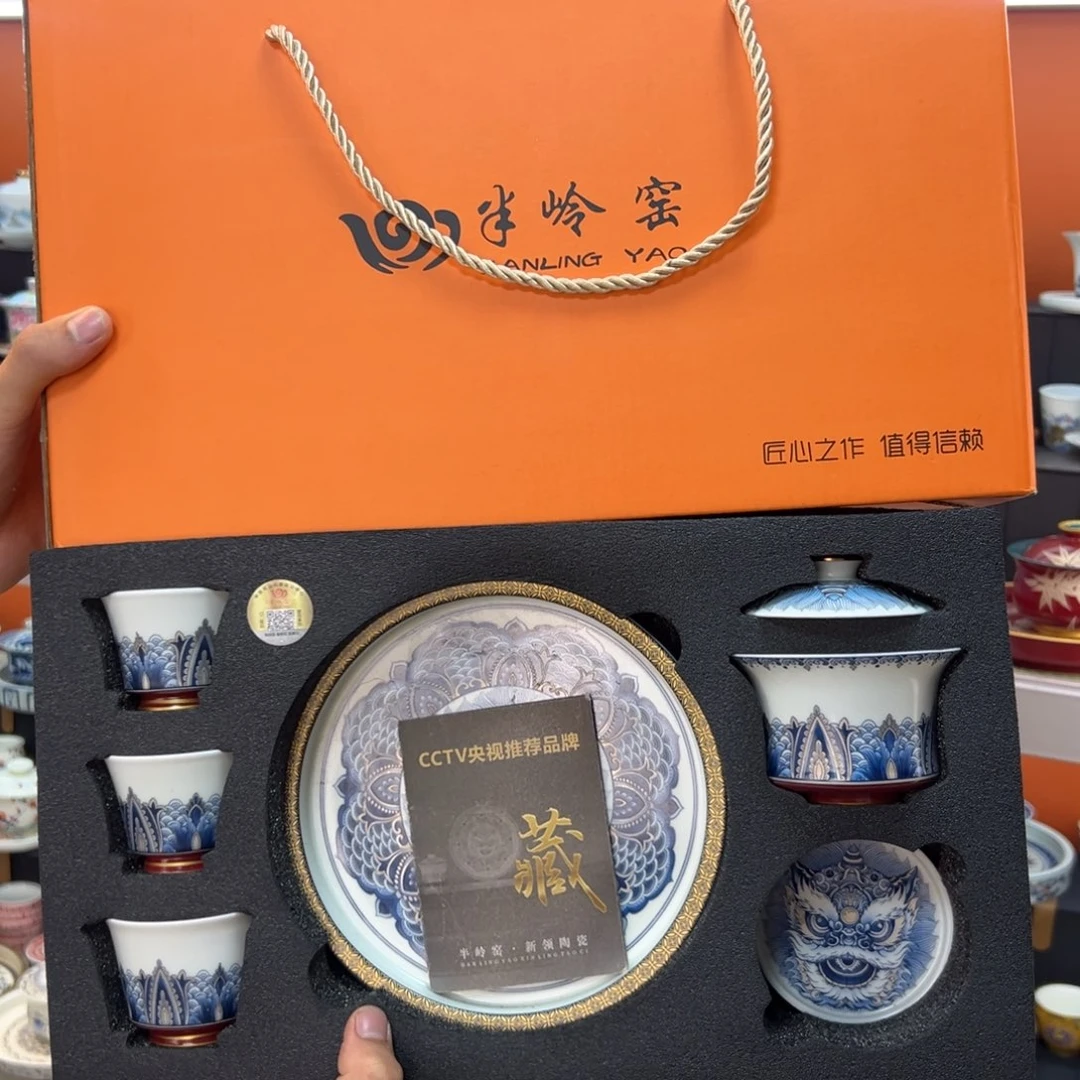 半岭窑
ANLING YAO
匠心之作 值得信赖
CCTV央视推荐品牌
藏
半岭窑·新领陶瓷